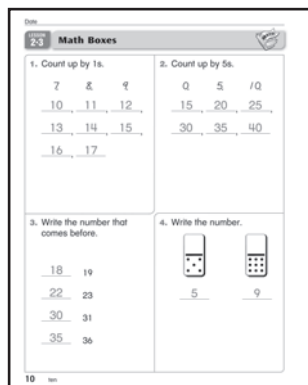 Date
LESSON
2·3
Math Boxes
1. Count up by 1s.
7, 8, 9,
10, 11, 12,
13, 14, 15,
16, 17
2. Count up by 5s.
0, 5, 10,
15, 20, 25,
30, 35, 40
3. Write the number that
comes before.
18 19
22 23
30 31
35 36
4. Write the number.
5 9
10 ten